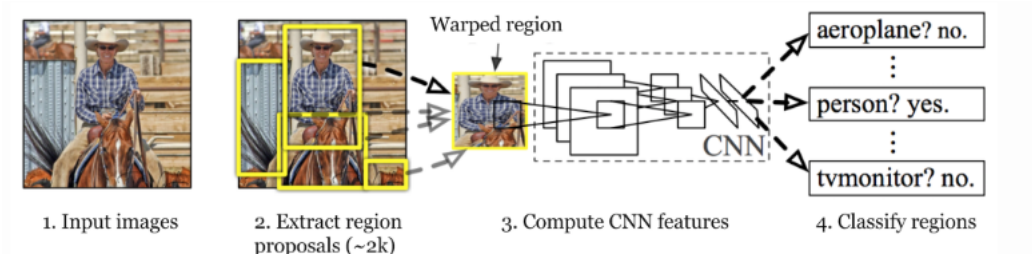 Warped region
aeroplane? no.
⋮
person? yes.
⋮
tvmonitor? no.
CNN
1. Input images
2. Extract region
proposals (~2k)
3. Compute CNN features
4. Classify regions